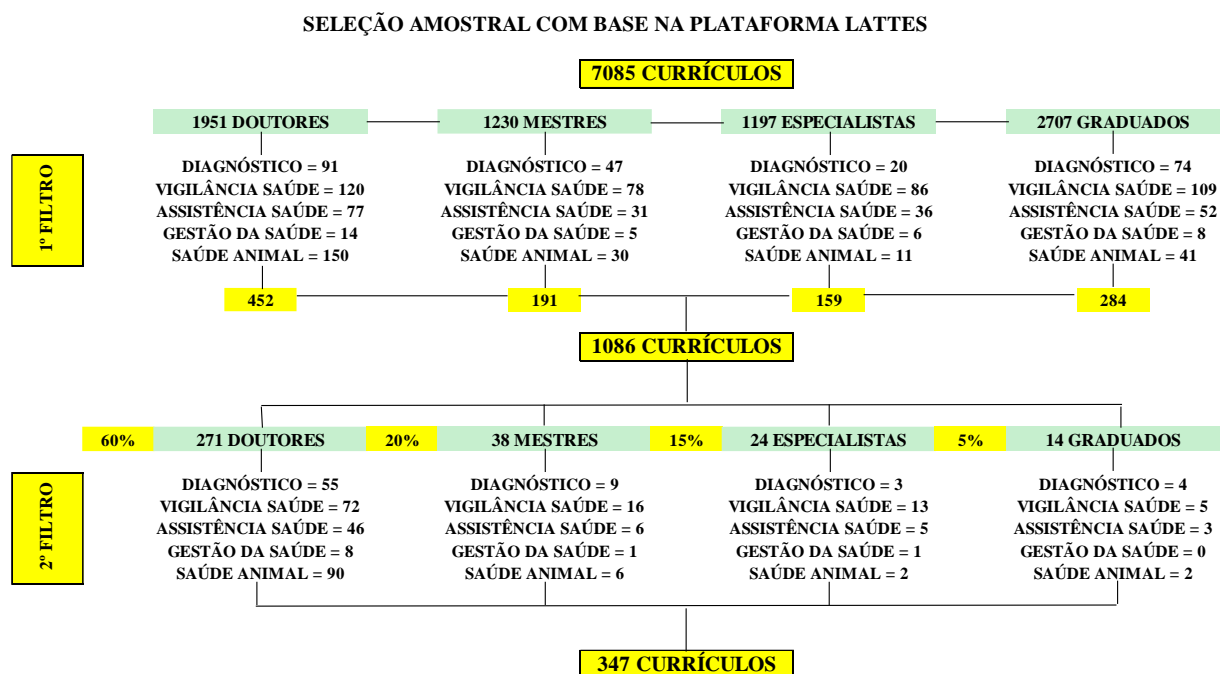 SELEÇÃO AMOSTRAL COM BASE NA PLATAFORMA LATTES
7085 CURRÍCULOS
1951 DOUTORES
1230 MESTRES
1197 ESPECIALISTAS
2707 GRADUADOS
1º FILTRO
DIAGNÓSTICO = 91
VIGILÂNCIA SAÚDE = 120
ASSISTÊNCIA SAÚDE = 77
GESTÃO DA SAÚDE = 14
SAÚDE ANIMAL = 150
DIAGNÓSTICO = 47
VIGILÂNCIA SAÚDE = 78
ASSISTÊNCIA SAÚDE = 31
GESTÃO DA SAÚDE = 5
SAÚDE ANIMAL = 30
DIAGNÓSTICO = 20
VIGILÂNCIA SAÚDE = 86
ASSISTÊNCIA SAÚDE = 36
GESTÃO DA SAÚDE = 6
SAÚDE ANIMAL = 11
DIAGNÓSTICO = 74
VIGILÂNCIA SAÚDE = 109
ASSISTÊNCIA SAÚDE = 52
GESTÃO DA SAÚDE = 8
SAÚDE ANIMAL = 41
452
191
159
284
1086 CURRÍCULOS
60%
271 DOUTORES
20%
38 MESTRES
15%
24 ESPECIALISTAS
5%
14 GRADUADOS
2º FILTRO
DIAGNÓSTICO = 55
VIGILÂNCIA SAÚDE = 72
ASSISTÊNCIA SAÚDE = 46
GESTÃO DA SAÚDE = 8
SAÚDE ANIMAL = 90
DIAGNÓSTICO = 9
VIGILÂNCIA SAÚDE = 16
ASSISTÊNCIA SAÚDE = 6
GESTÃO DA SAÚDE = 1
SAÚDE ANIMAL = 6
DIAGNÓSTICO = 3
VIGILÂNCIA SAÚDE = 13
ASSISTÊNCIA SAÚDE = 5
GESTÃO DA SAÚDE = 1
SAÚDE ANIMAL = 2
DIAGNÓSTICO = 4
VIGILÂNCIA SAÚDE = 5
ASSISTÊNCIA SAÚDE = 3
GESTÃO DA SAÚDE = 0
SAÚDE ANIMAL = 2
347 CURRÍCULOS